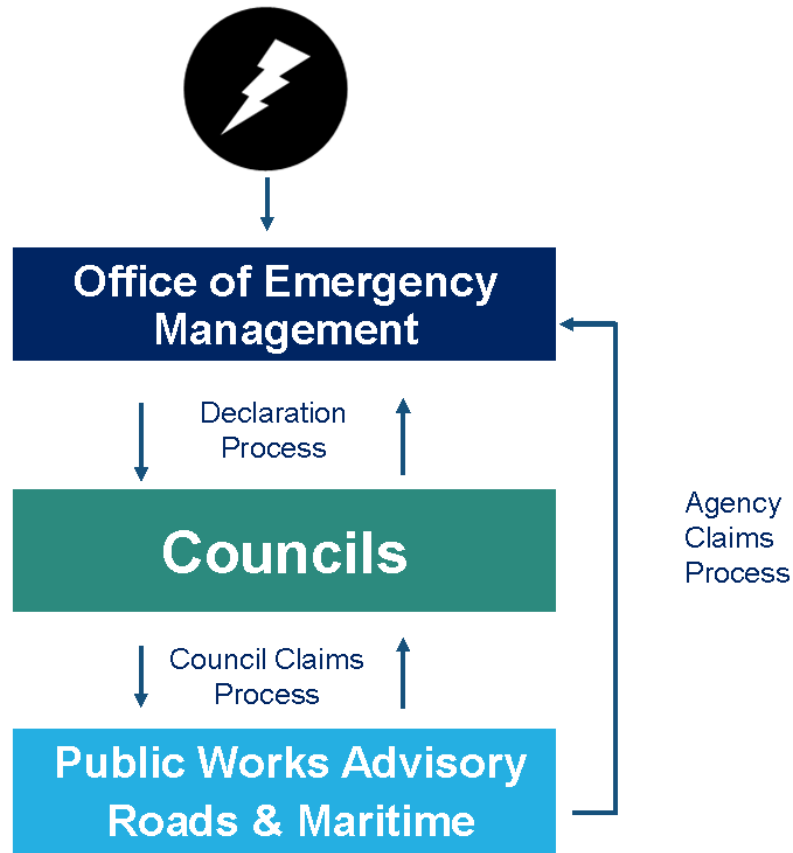 Office of Emergency
Management
Declaration
Process
Councils
Agency
Claims
Process
Council Claims
Process
Public Works Advisory
Roads & Maritime